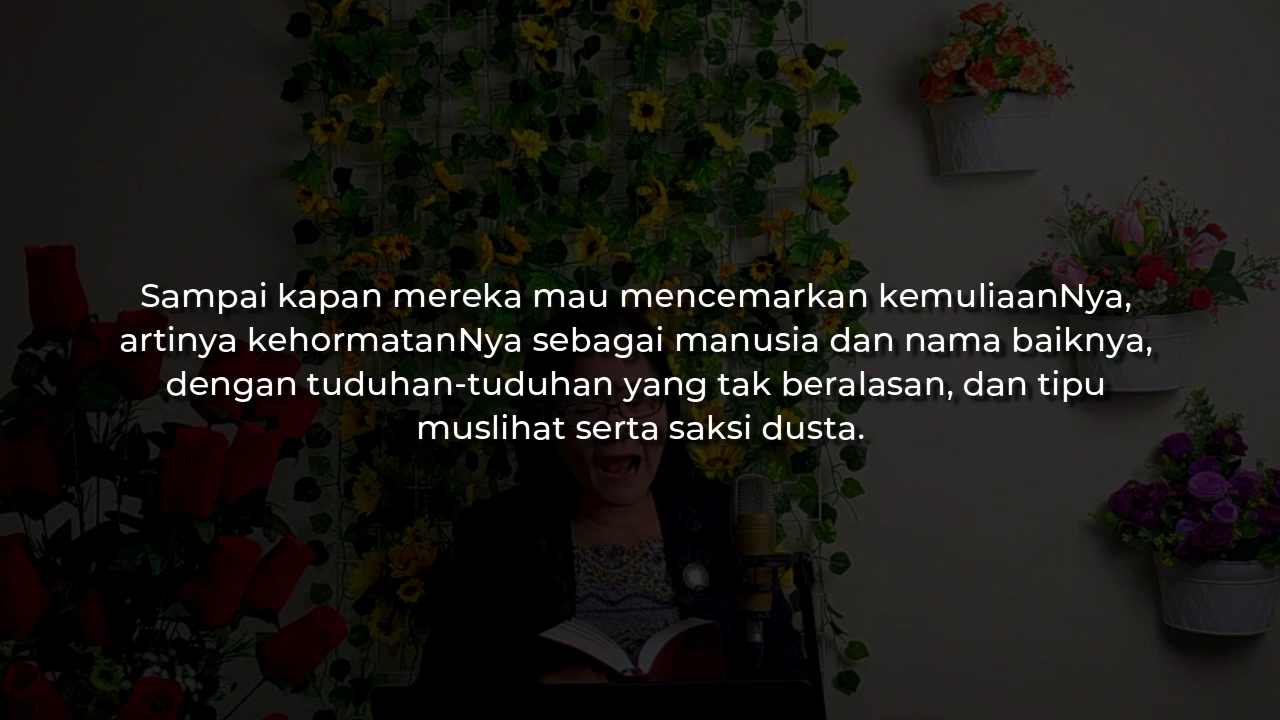 Sampai kapan mereka mau mencemarkan kemuliaanNya,
artinya kehormatanNya sebagai manusia dan nama baiknya,
dengan tuduhan-tuduhan yang tak beralasan, dan tipu
muslihat serta saksi dusta.